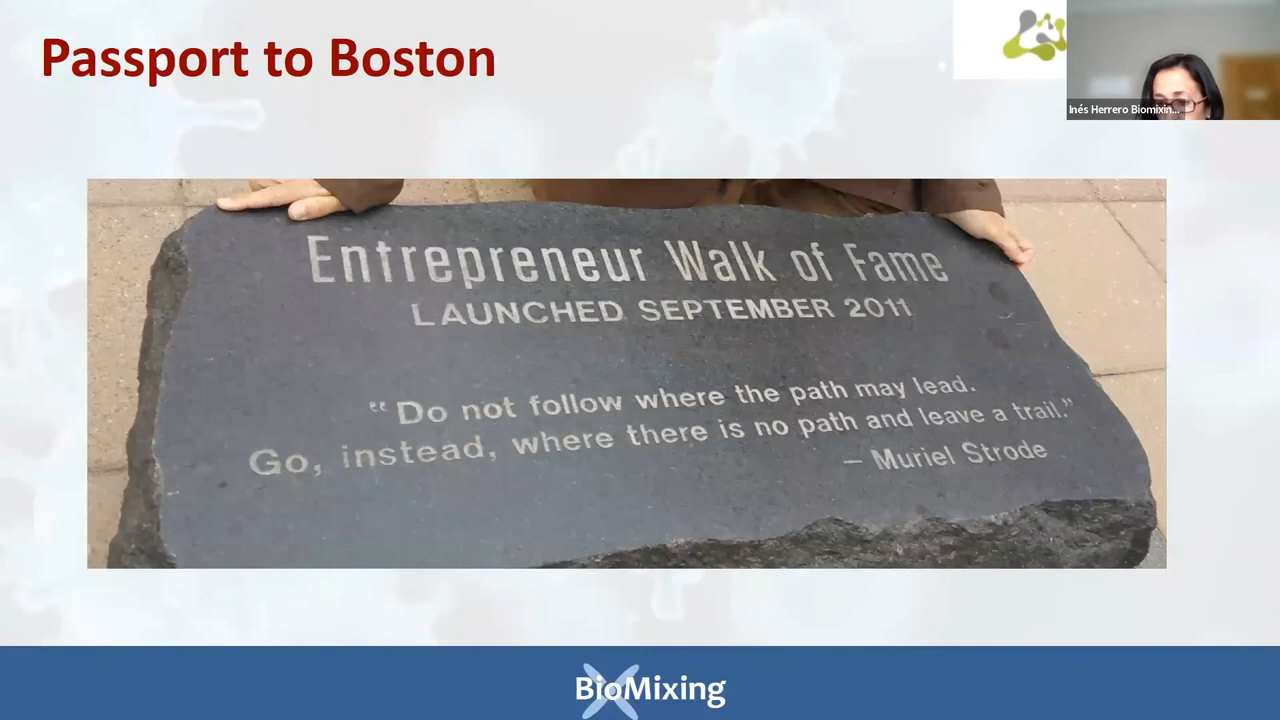 Passport to Boston
Inés Herrero Biomixin...
Entrepreneur Walk of Fame
LAUNCHED SEPTEMBER 2011
“Do not follow where the path may lead.
Go, instead, where there is no path and leave a trail.”
– Muriel Strode
BioMixing